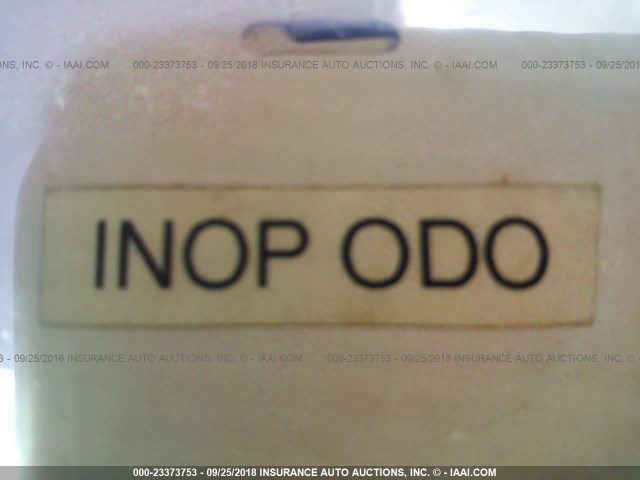 ONS, INC. © - IAAI.COM 000-23373753 - 09/25/2018 INSURANCE AUTO AUCTIONS, INC. © - IAAI.COM 000-23373753 - 09/25/2018
INOP ODO
3 - 09/25/2018 INSURANCE AUTO AUCTIONS, INC. © - IAAI.COM 000-23373753 - 09/25/2018 INSURANCE AUTO AUCTIONS, INC. ©
000-23373753 - 09/25/2018 INSURANCE AUTO AUCTIONS, INC. © - IAAI.COM